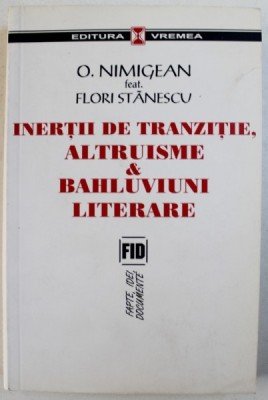 EDITURA VREMEA
O. NIMIGEAN
feat.
FLORI STĂNESCU
INERȚII DE TRANZIȚIE,
ALTRUISME
&
BAHLUVIUNI
LITERARE
FID
FAPTE, IDEI,
DOCUMENTE